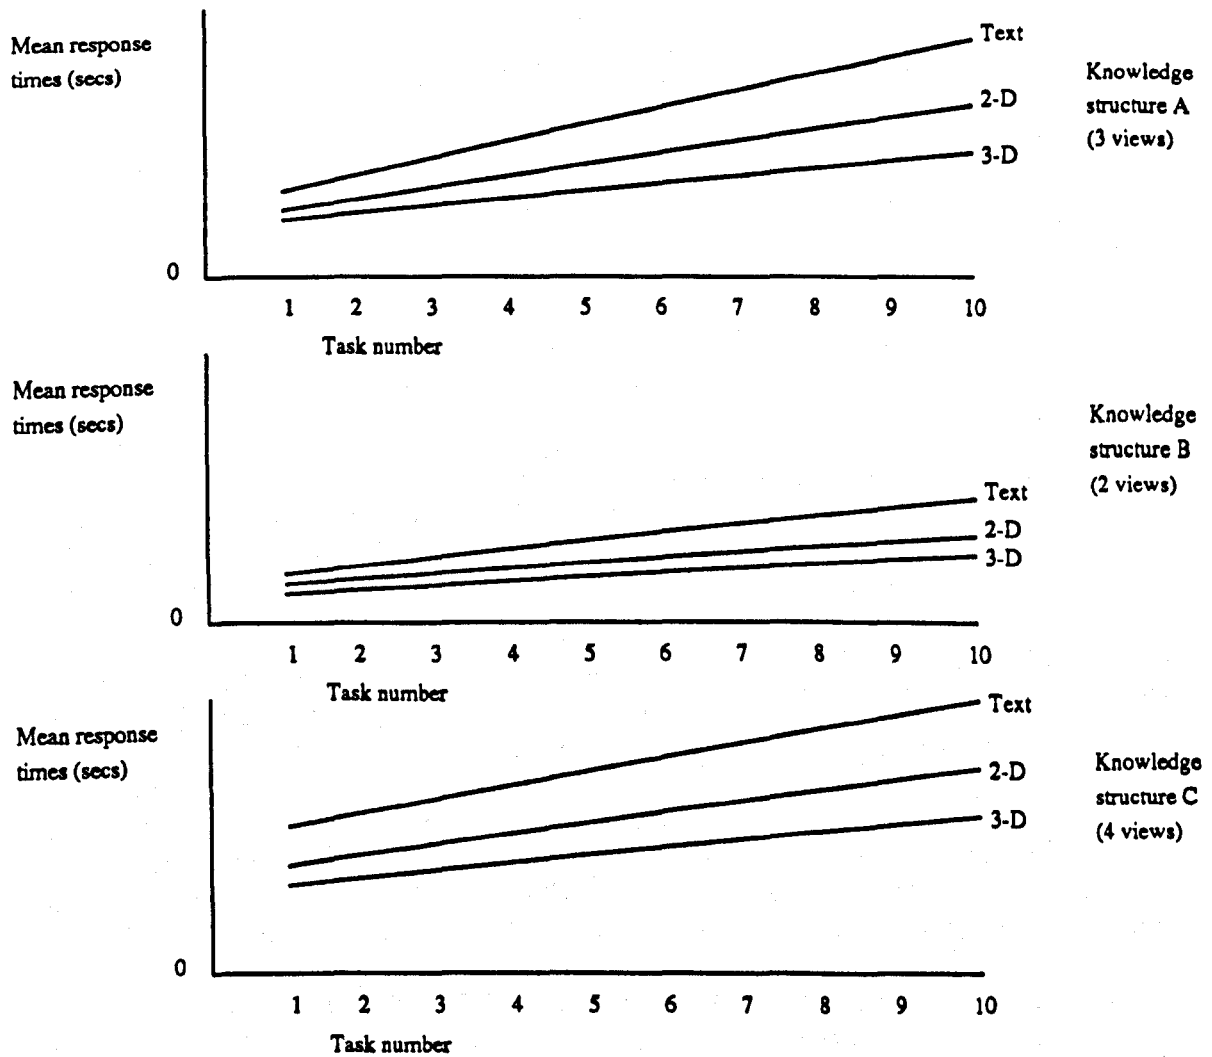 Mean response
times (secs)
Text
2-D
3-D
Knowledge
structure A
(3 views)
0
1 2 3 4 5 6 7 8 9 10
Task number
Mean response
times (secs)
Text
2-D
3-D
Knowledge
structure B
(2 views)
0
1 2 3 4 5 6 7 8 9 10
Task number
Mean response
times (secs)
Text
2-D
3-D
Knowledge
structure C
(4 views)
0
1 2 3 4 5 6 7 8 9 10
Task number